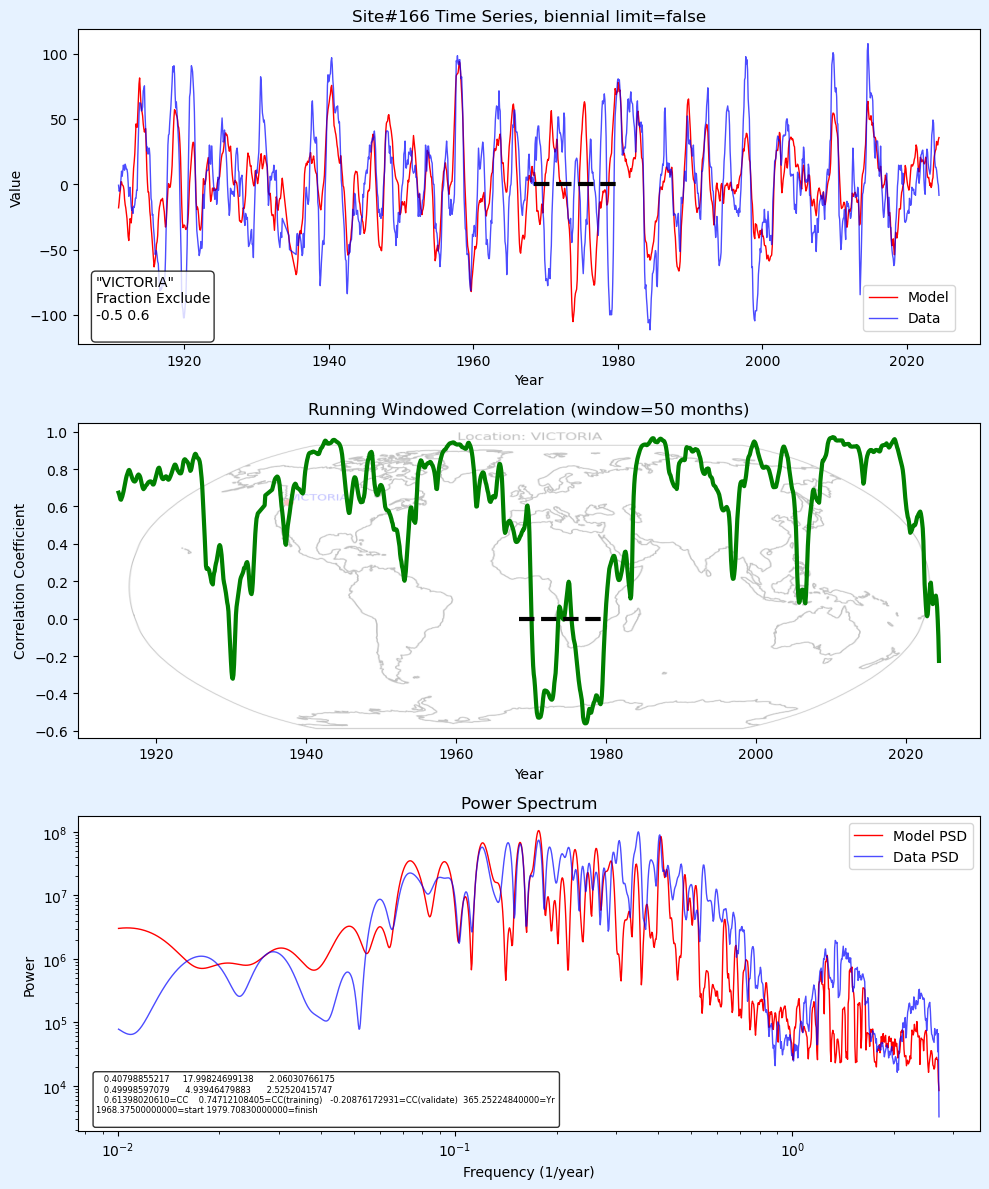 Site#166 Time Series, biennial limit=false
Value
100
50
0
−50
−100
"VICTORIA"
Fraction Exclude
-0.5 0.6
Model
Data
1920 1940 1960 1980 2000 2020
Year
Running Windowed Correlation (window=50 months)
Correlation Coefficient
1.0
0.8
0.6
0.4
0.2
0.0
−0.2
−0.4
−0.6
Location: VICTORIA
VICTORIA
1920 1940 1960 1980 2000 2020
Year
Power Spectrum
Power
10^8
10^7
10^6
10^5
10^4
Model PSD
Data PSD
0.40798855217 17.99824699138 2.06030766175
0.49998597079 4.93946479883 2.52520415747
0.61398020610=CC 0.74712108405=CC(training) -0.20876172931=CC(validate) 365.25224840000=Yr
1968.37500000000=start 1979.70830000000=finish
10^−2 10^−1 10^0
Frequency (1/year)